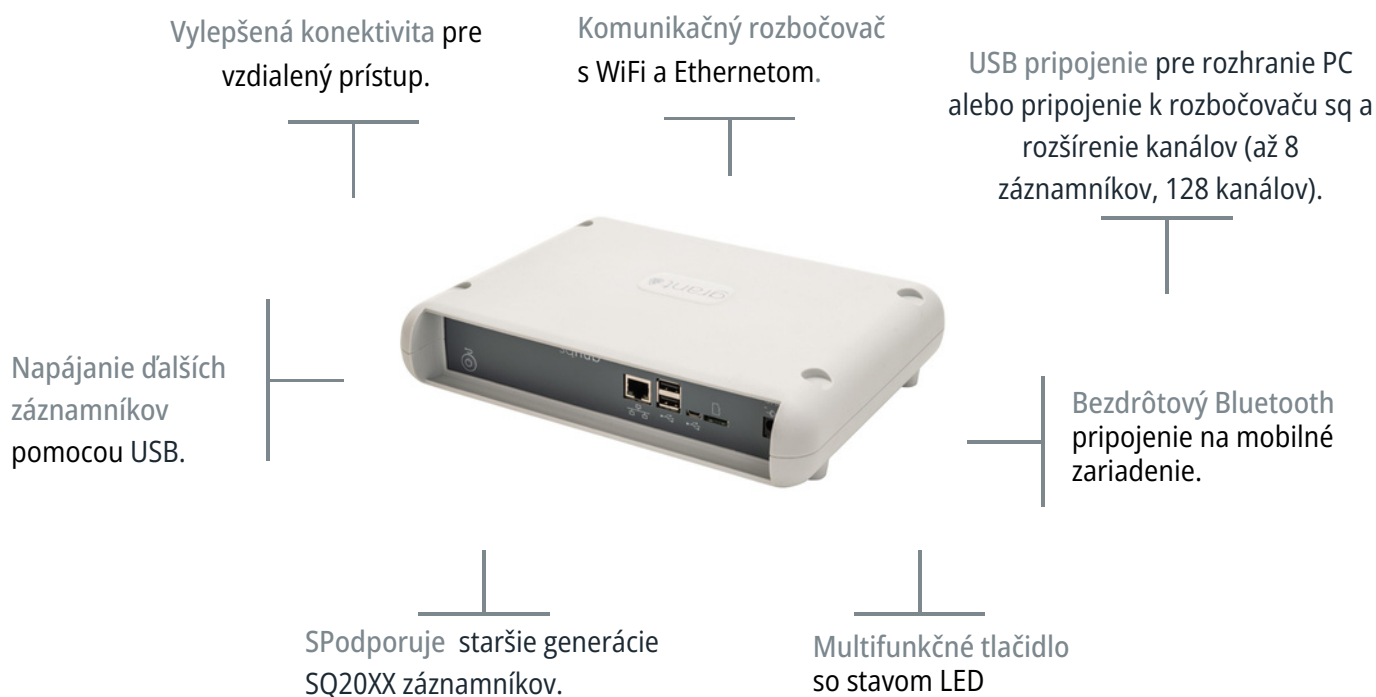 Vylepšená konektivita pre
vzdialený prístup.
Komunikačný rozbočovač
s WiFi a Ethernetom.
USB pripojenie pre rozhranie PC
alebo pripojenie k rozbočovaču sq a
rozšírenie kanálov (až 8
záznamníkov, 128 kanálov).
grant
Napájanie ďalších
záznamníkov
pomocou USB.
Bezdrôtový Bluetooth
pripojenie na mobilné
zariadenie.
SPodporuje staršie generácie
SQ20XX záznamníkov.
Multifunkčné tlačidlo
so stavom LED